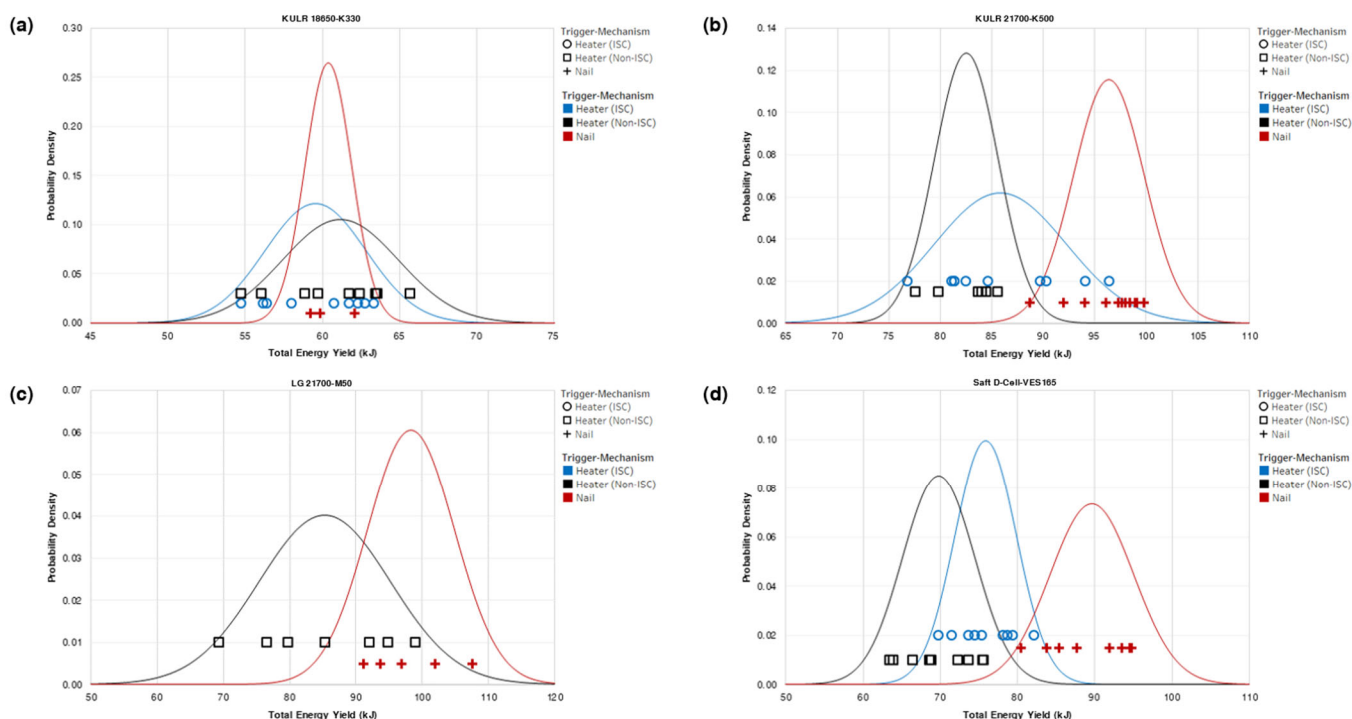 (a)
KULR 18650-K330
0.30
0.25
0.20
0.15
0.10
0.05
0.00
Probability Density
45 50 55 60 65 70 75
Total Energy Yield (kJ)
Trigger-Mechanism
Heater (ISC)
Heater (Non-ISC)
Nail
Trigger-Mechanism
Heater (ISC)
Heater (Non-ISC)
Nail
(b)
KULR 21700-K500
0.14
0.12
0.10
0.08
0.06
0.04
0.02
0.00
Probability Density
65 70 75 80 85 90 95 100 110
Total Energy Yield (kJ)
Trigger-Mechanism
Heater (ISC)
Heater (Non-ISC)
Nail
Trigger-Mechanism
Heater (ISC)
Heater (Non-ISC)
Nail
(c)
LG 21700-M50
0.07
0.06
0.05
0.04
0.03
0.02
0.01
0.00
Probability Density
50 60 70 80 90 100 110 120
Total Energy Yield (kJ)
Trigger-Mechanism
Heater (ISC)
Heater (Non-ISC)
Nail
Trigger-Mechanism
Heater (ISC)
Heater (Non-ISC)
Nail
(d)
Saft D-Cell-VES165
0.12
0.10
0.08
0.06
0.04
0.02
0.00
Probability Density
50 60 70 80 90 100 110
Total Energy Yield (kJ)
Trigger-Mechanism
Heater (ISC)
Heater (Non-ISC)
Nail
Trigger-Mechanism
Heater (ISC)
Heater (Non-ISC)
Nail